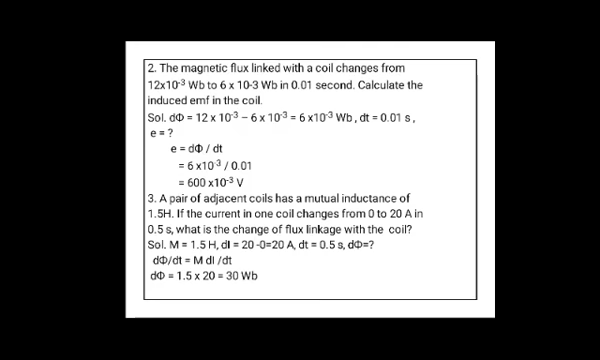 2. The magnetic flux linked with a coil changes from
12x10⁻³ Wb to 6 x 10-3 Wb in 0.01 second. Calculate the
induced emf in the coil.
Sol. dΦ = 12 x 10⁻³ – 6 x 10⁻³ = 6 x10⁻³ Wb , dt = 0.01 s ,
e = ?
e = dΦ / dt
= 6 x10⁻³ / 0.01
= 600 x10⁻³ V
3. A pair of adjacent coils has a mutual inductance of
1.5H. If the current in one coil changes from 0 to 20 A in
0.5 s, what is the change of flux linkage with the coil?
Sol. M = 1.5 H, dI = 20 -0=20 A, dt = 0.5 s, dΦ=?
dΦ/dt = M dI /dt
dΦ = 1.5 x 20 = 30 Wb